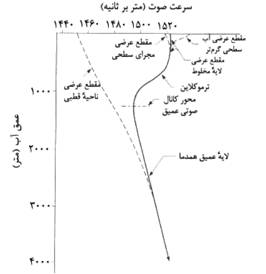 سرعت صوت (متر بر ثانیه)
۱۴۴۰ ۱۴۶۰ ۱۴۸۰ ۱۵۰۰ ۱۵۲۰
مقطع عرضی
مجرای سطحی
مقطع عرضی آب
سطحی گرم‌تر
مقطع عرضی
لایهٔ مخلوط
ترموکلاین
مقطع عرضی
ناحیهٔ قطبی
محور کانال
صوتی عمیق
لایهٔ عمیق همدما
عمق آب (متر)
۱۰۰۰
۲۰۰۰
۳۰۰۰
۴۰۰۰